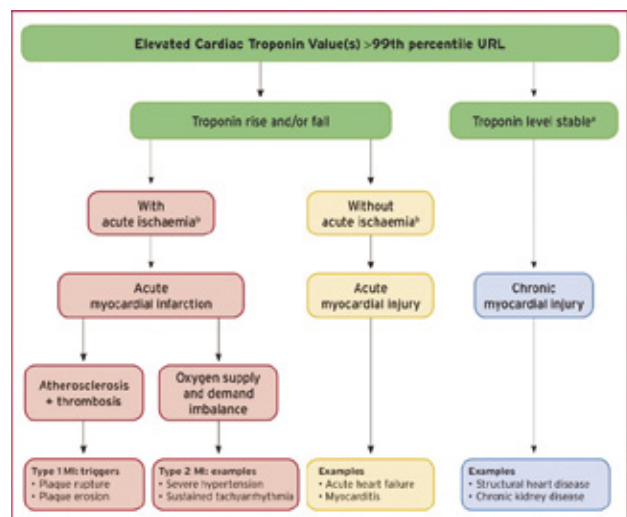 Elevated Cardiac Troponin Value(s) >99th percentile URL
Troponin rise and/or fall
Troponin level stableᵃ
With
acute ischaemiaᵇ
Without
acute ischaemiaᵇ
Acute
myocardial infarction
Acute
myocardial injury
Chronic
myocardial injury
Atherosclerosis
+ thrombosis
Oxygen supply
and demand
imbalance
Type 1 MI: triggers
• Plaque rupture
• Plaque erosion
Type 2 MI: examples
• Severe hypertension
• Sustained tachyarrhythmia
Examples
• Acute heart failure
• Myocarditis
Examples
• Structural heart disease
• Chronic kidney disease